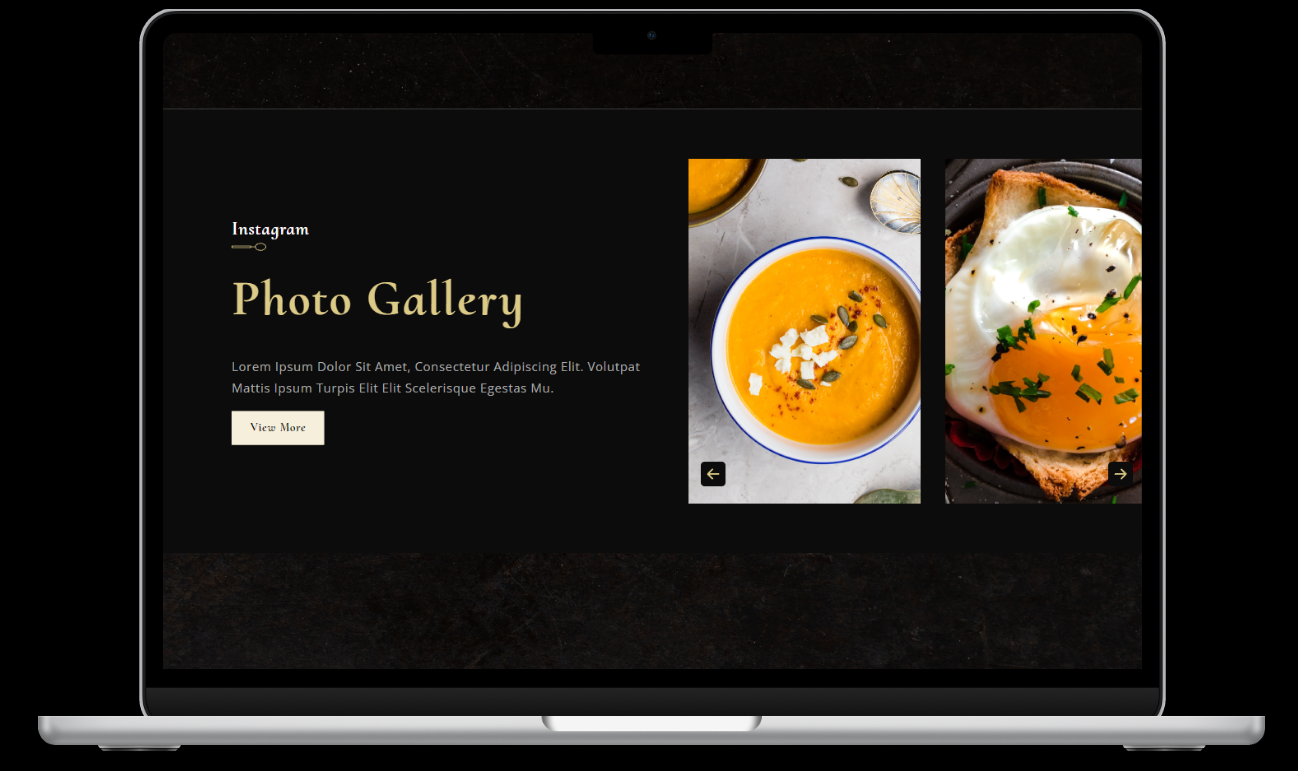 Instagram
Photo Gallery
Lorem Ipsum Dolor Sit Amet, Consectetur Adipiscing Elit. Volutpat
Mattis Ipsum Turpis Elit Elit Scelerisque Egestas Mu.
View More